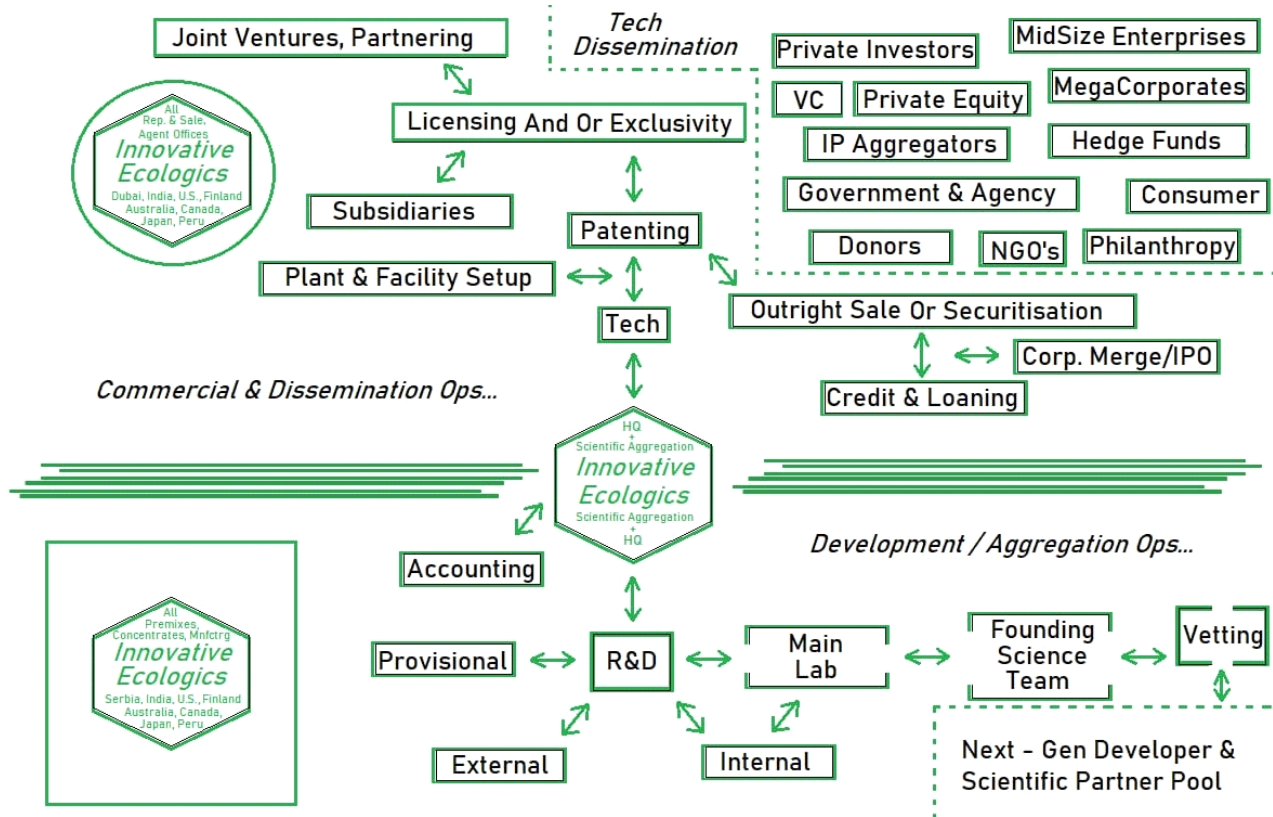 Joint Ventures, Partnering
Tech
Dissemination
Private Investors
MidSize Enterprises
VC
Private Equity
MegaCorporates
IP Aggregators
Hedge Funds
Government & Agency
Consumer
Donors
NGO's
Philanthropy
All
Rep. & Sale,
Agent Offices
Innovative
Ecologics
Dubai, India, U.S., Finland
Australia, Canada,
Japan, Peru
Licensing And Or Exclusivity
Subsidiaries
Patenting
Plant & Facility Setup
Tech
Outright Sale Or Securitisation
Corp. Merge/IPO
Credit & Loaning
Commercial & Dissemination Ops...
HQ
+
Scientific Aggregation
Innovative
Ecologics
Scientific Aggregation
+
HQ
Development / Aggregation Ops...
Accounting
All
Premixes,
Concentrates, Mnfctrg
Innovative
Ecologics
Serbia, India, U.S., Finland
Australia, Canada,
Japan, Peru
Provisional
R&D
Main
Lab
Founding
Science
Team
Vetting
External
Internal
Next - Gen Developer &
Scientific Partner Pool